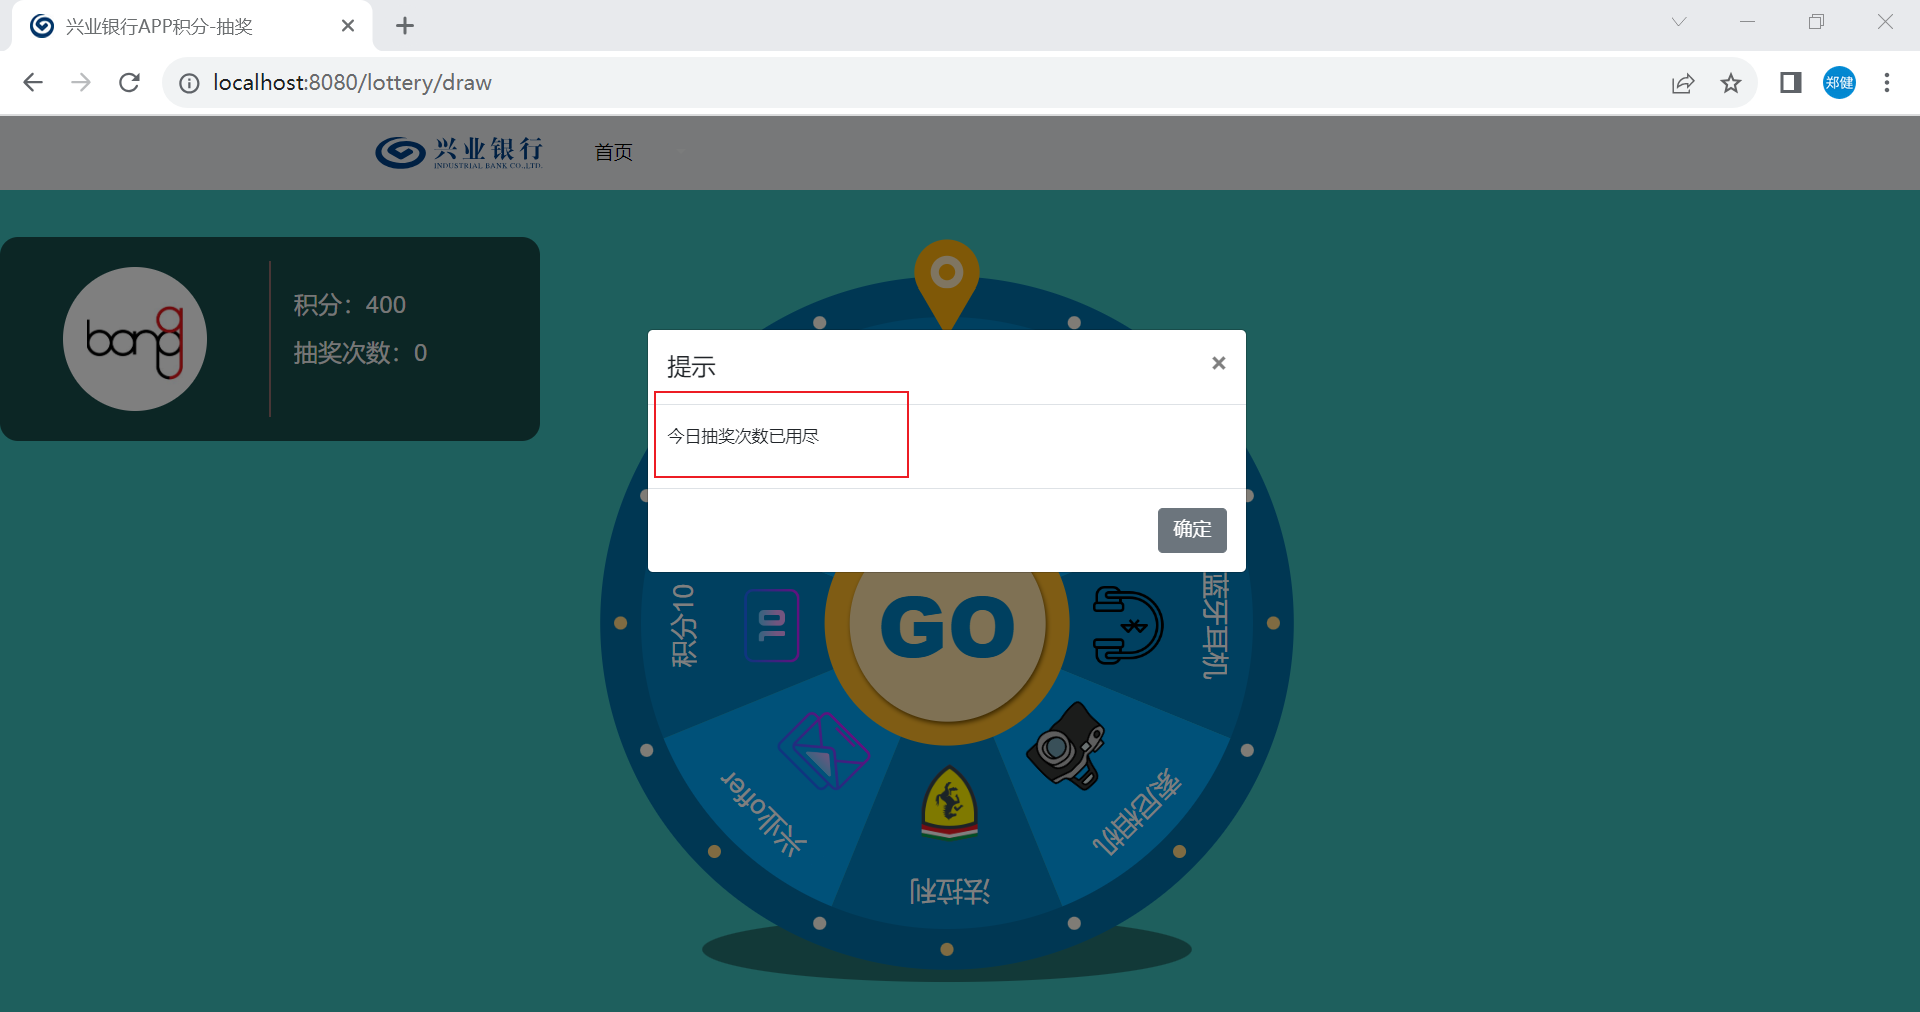 兴业银行APP积分-抽奖
localhost:8080/lottery/draw
郑健
兴业银行
INDUSTRIAL BANK CO.,LTD.
首页
bang
积分：400
抽奖次数：0
提示
×
今日抽奖次数已用尽
确定
积分10
10
GO
蓝牙耳机
兴业offer
索尼相机
法拉利